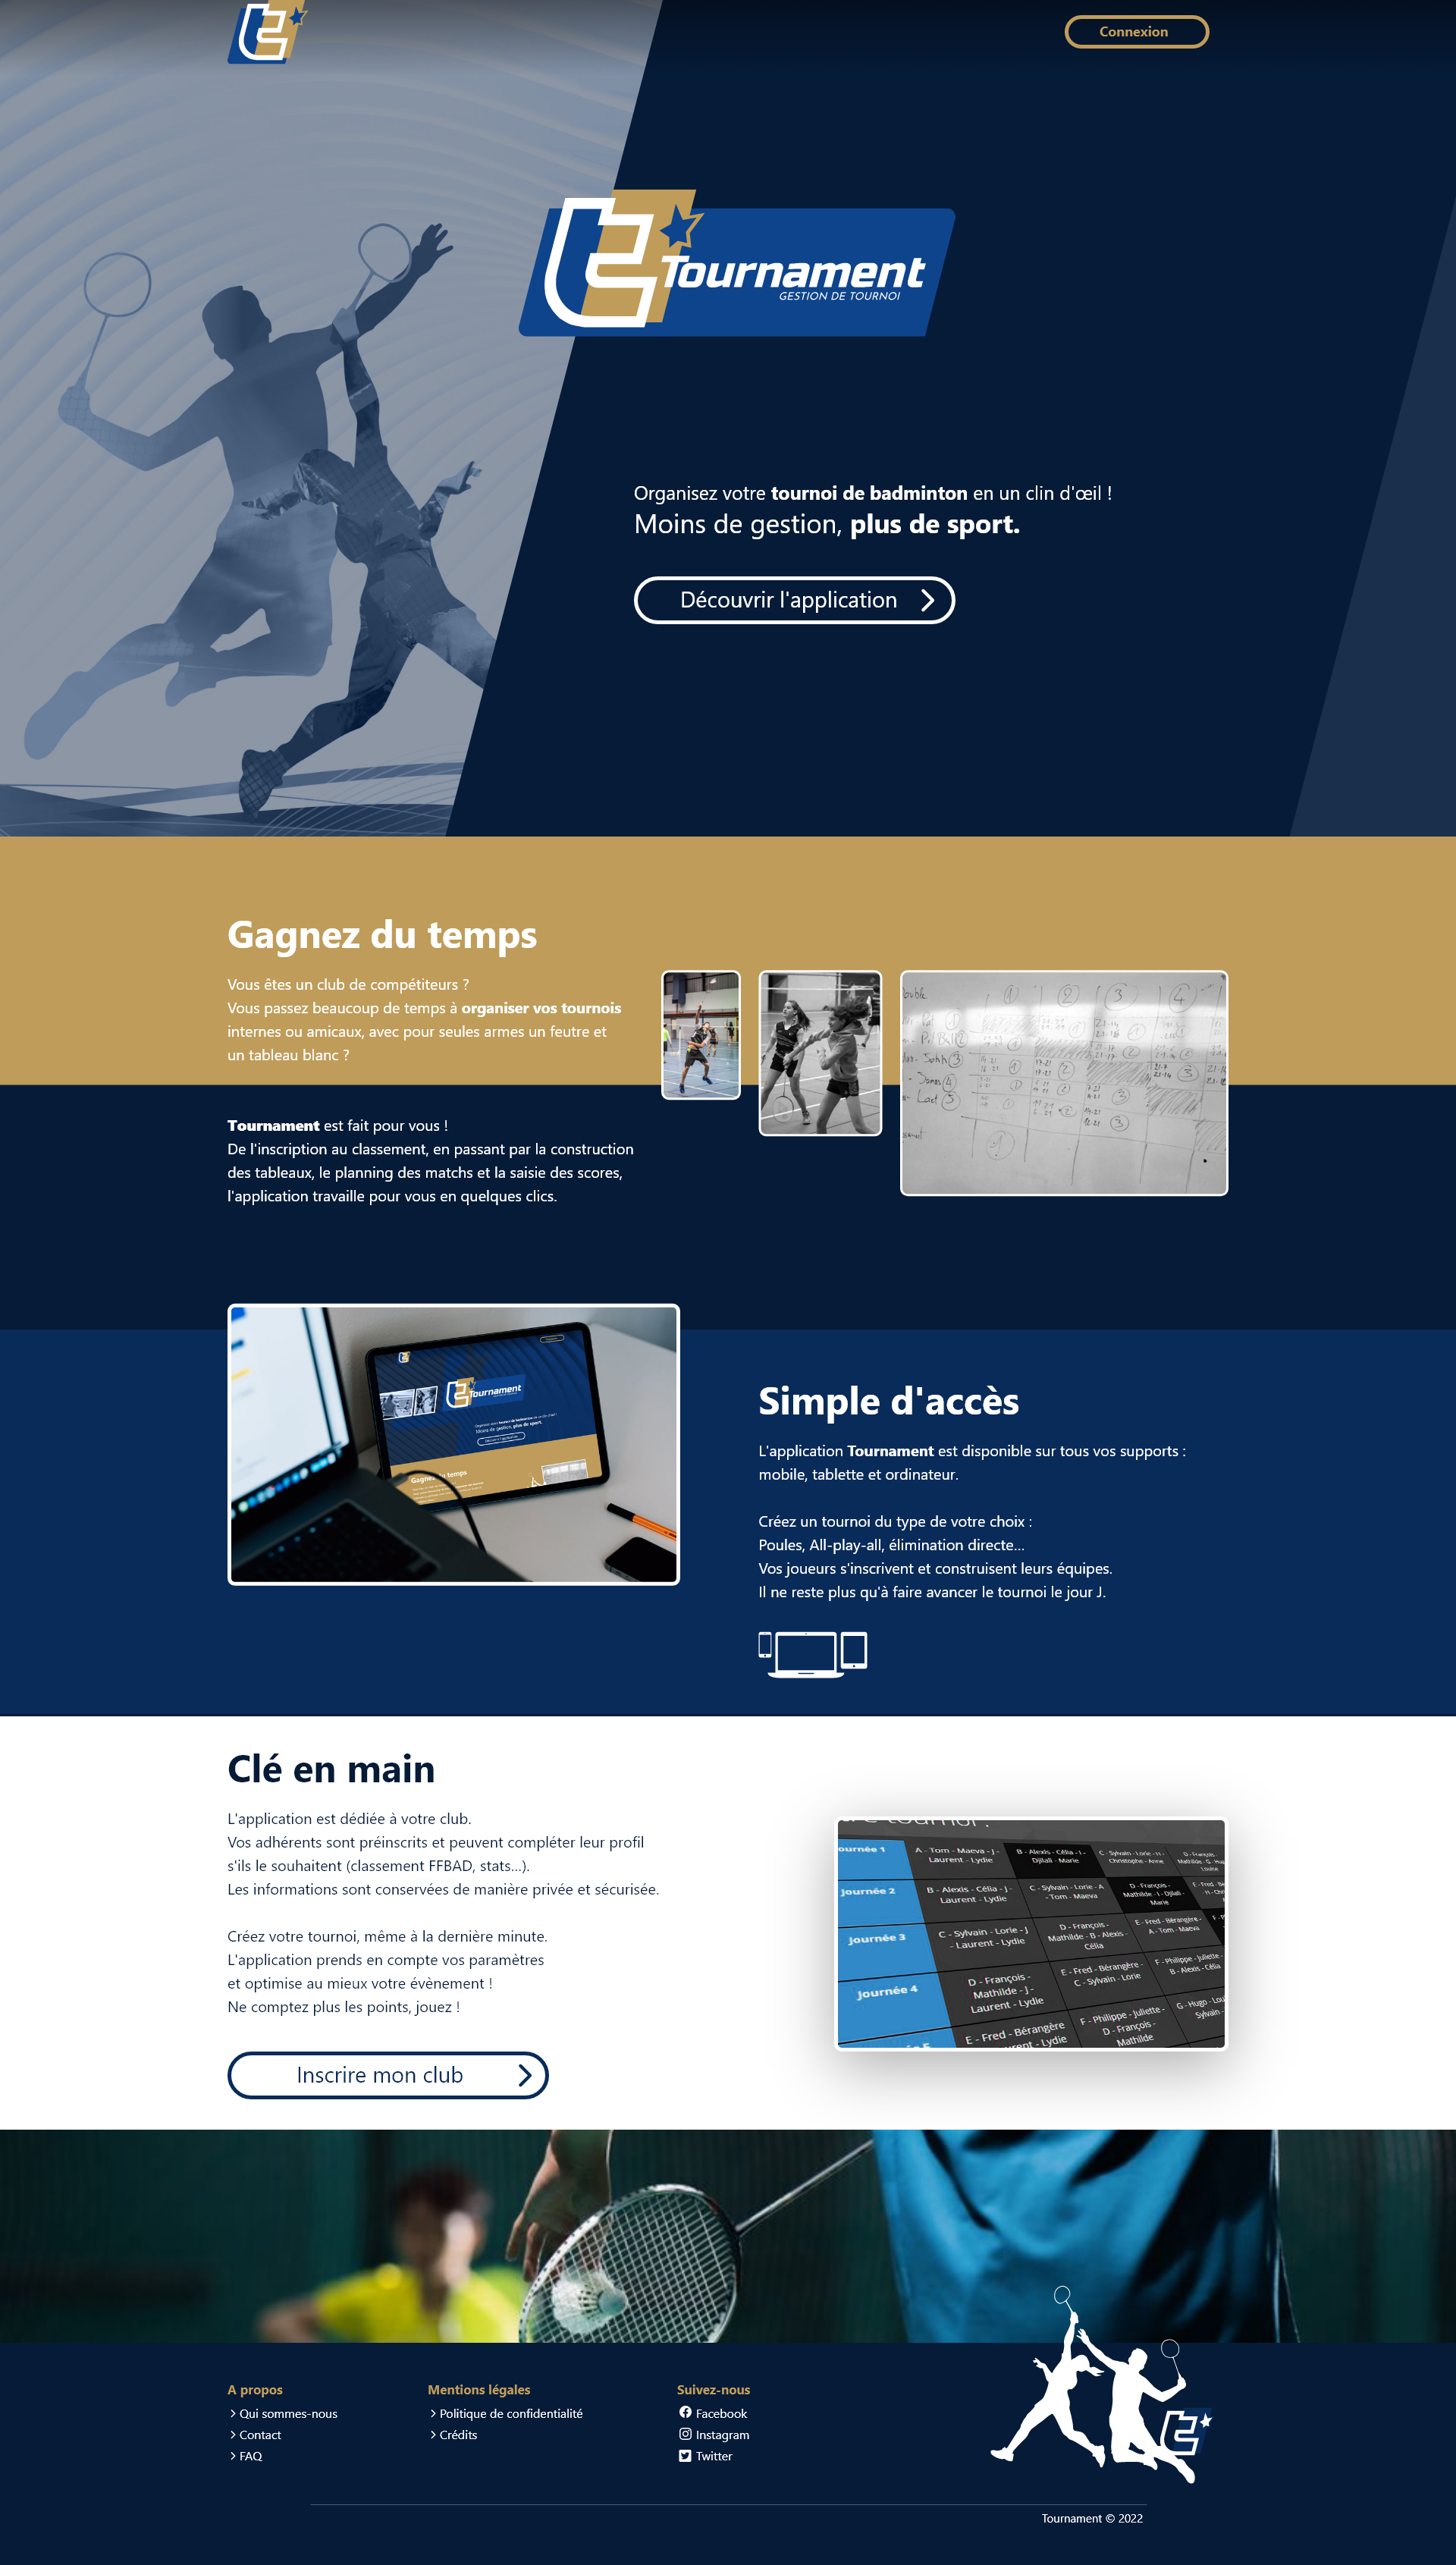 Connexion
Tournament
GESTION DE TOURNOI
Organisez votre tournoi de badminton en un clin d'œil !
Moins de gestion, plus de sport.
Découvrir l'application
Gagnez du temps
Vous êtes un club de compétiteurs ?
Vous passez beaucoup de temps à organiser vos tournois
internes ou amicaux, avec pour seules armes un feutre et
un tableau blanc ?
Tournament est fait pour vous !
De l'inscription au classement, en passant par la construction
des tableaux, le planning des matchs et la saisie des scores,
l'application travaille pour vous en quelques clics.
Tournament
Gagnez du temps
Simple d'accès
L'application Tournament est disponible sur tous vos supports :
mobile, tablette et ordinateur.
Créez un tournoi du type de votre choix :
Poules, All-play-all, élimination directe...
Vos joueurs s'inscrivent et construisent leurs équipes.
Il ne reste plus qu'à faire avancer le tournoi le jour J.
Clé en main
L'application est dédiée à votre club.
Vos adhérents sont préinscrits et peuvent compléter leur profil
s'ils le souhaitent (classement FFBAD, stats...).
Les informations sont conservées de manière privée et sécurisée.
Créez votre tournoi, même à la dernière minute.
L'application prends en compte vos paramètres
et optimise au mieux votre évènement !
Ne comptez plus les points, jouez !
Inscrire mon club
A - Tom - Maeva - J -
Laurent - Lydie
B - Alexis - Célia - I -
Djilali - Marie
C - Sylvain - Lorie - H -
Christophe - Anne
Journée 2
B - Alexis - Célia - J -
Laurent - Lydie
C - Sylvain - Lorie - A
- Tom - Maeva
D - François -
Mathilde - I - Djilali -
Marie
Journée 3
C - Sylvain - Lorie - J
- Laurent - Lydie
D - François -
Mathilde - B - Alexis -
Célia
E - Fred - Bérangère -
A - Tom - Maeva
Journée 4
D - François -
Mathilde - J -
Laurent - Lydie
E - Fred - Bérangère -
C - Sylvain - Lorie
F - Philippe - Juliette -
B - Alexis - Célia
E - Fred - Bérangère
F - Philippe - Juliette -
D - François -
Mathilde
A propos
Qui sommes-nous
Contact
FAQ
Mentions légales
Politique de confidentialité
Crédits
Suivez-nous
Facebook
Instagram
Twitter
Tournament © 2022